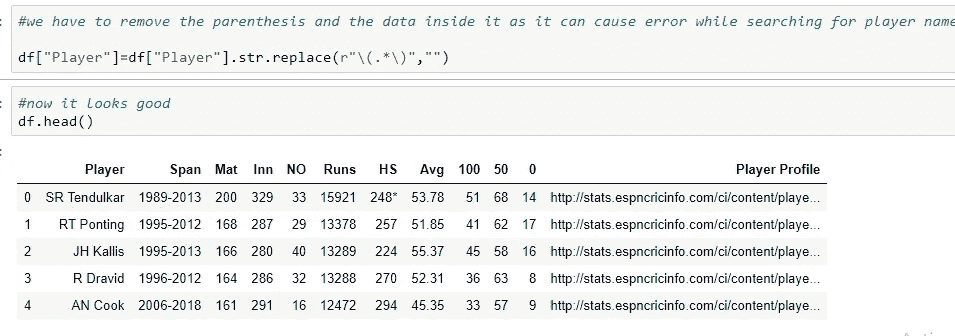 #we have to remove the parenthesis and the data inside it as it can cause error while searching for player name
df["Player"]=df["Player"].str.replace(r"\(.*\)","")
#now it looks good
df.head()
Player Span Mat Inn NO Runs HS Avg 100 50 0 Player Profile
0 SR Tendulkar 1989-2013 200 329 33 15921 248* 53.78 51 68 14 http://stats.espncricinfo.com/ci/content/playe...
1 RT Ponting 1995-2012 168 287 29 13378 257 51.85 41 62 17 http://stats.espncricinfo.com/ci/content/playe...
2 JH Kallis 1995-2013 166 280 40 13289 224 55.37 45 58 16 http://stats.espncricinfo.com/ci/content/playe...
3 R Dravid 1996-2012 164 286 32 13288 270 52.31 36 63 8 http://stats.espncricinfo.com/ci/content/playe...
4 AN Cook 2006-2018 161 291 16 12472 294 45.35 33 57 9 http://stats.espncricinfo.com/ci/content/playe...